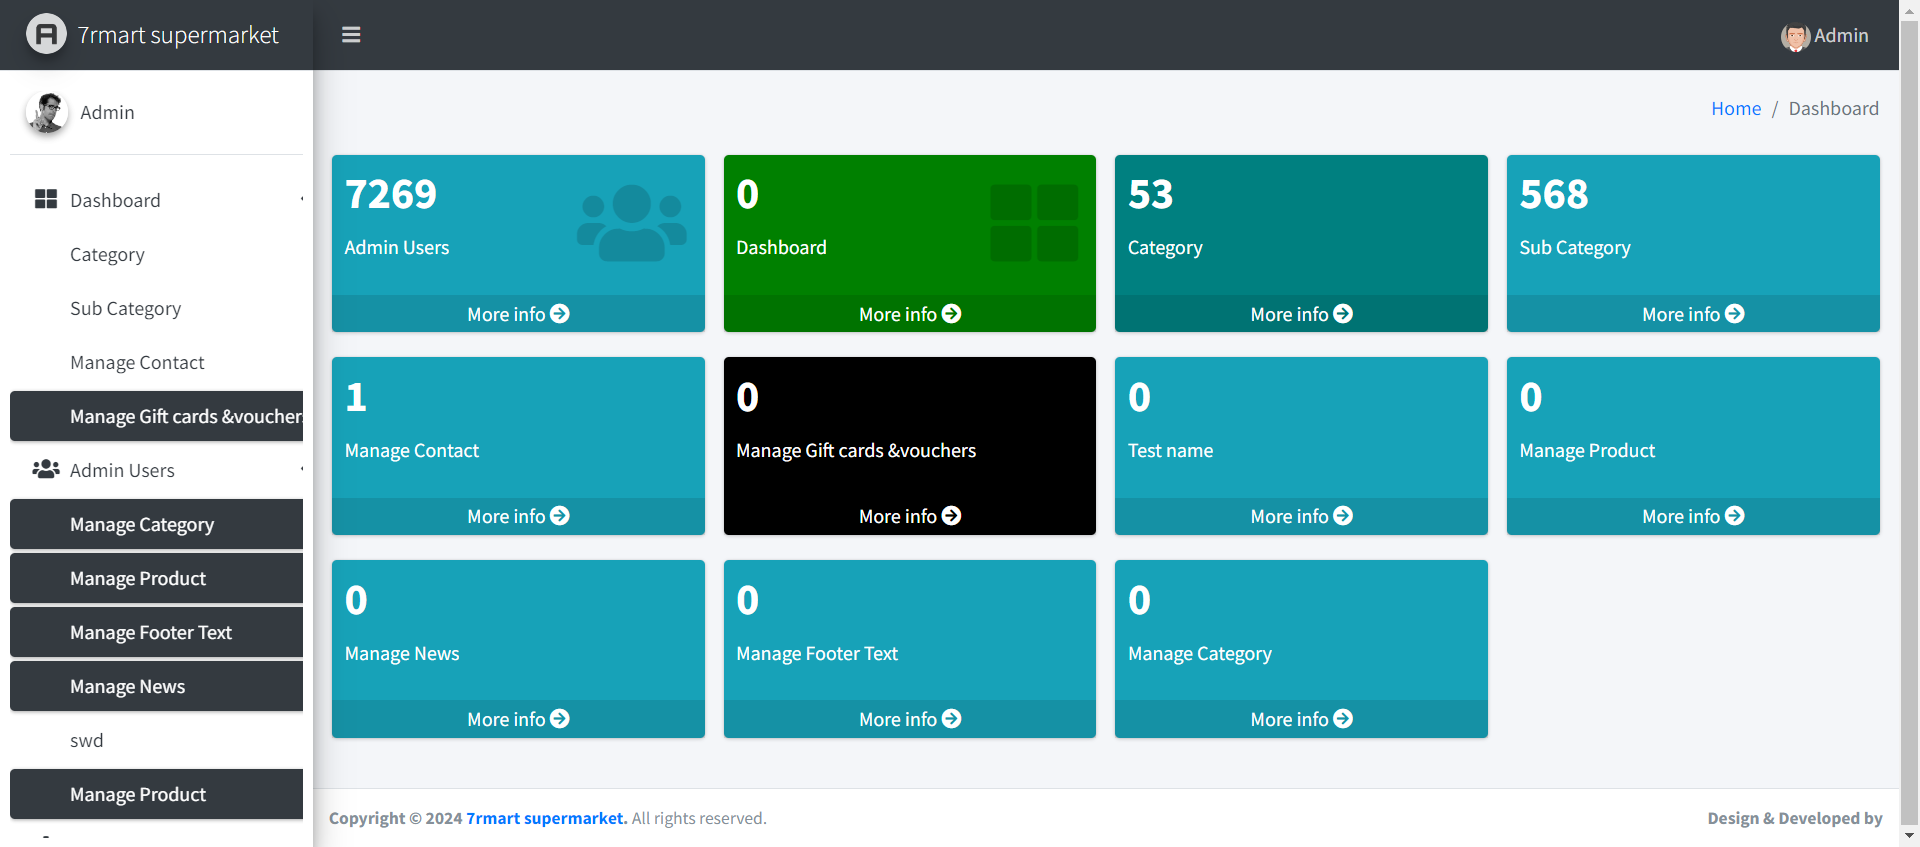 7rmart supermarket
Admin
Admin
Home / Dashboard
Dashboard
Category
Sub Category
Manage Contact
Manage Gift cards &voucher
Admin Users
Manage Category
Manage Product
Manage Footer Text
Manage News
swd
Manage Product
7269
Admin Users
More info
0
Dashboard
More info
53
Category
More info
568
Sub Category
More info
1
Manage Contact
More info
0
Manage Gift cards &vouchers
More info
0
Test name
More info
0
Manage Product
More info
0
Manage News
More info
0
Manage Footer Text
More info
0
Manage Category
More info
Copyright © 2024 7rmart supermarket. All rights reserved.
Design & Developed by